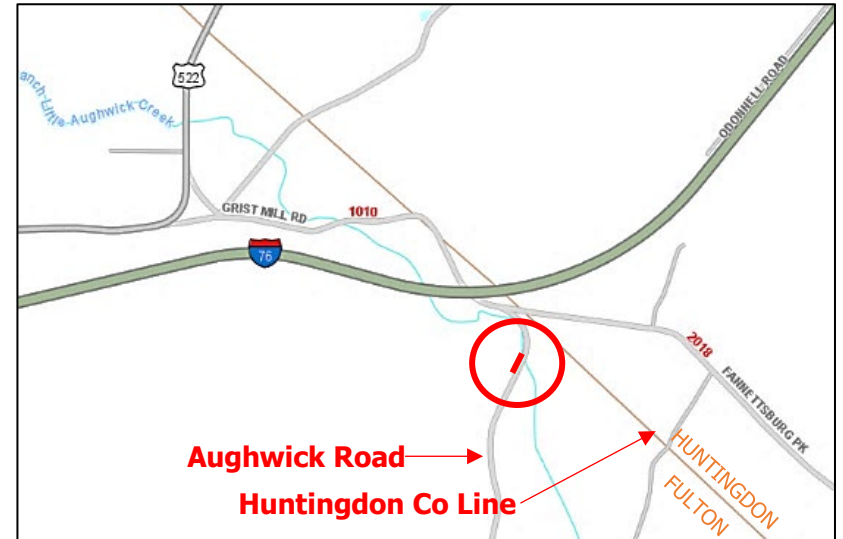 522
anch-Little-Aughwick-Creek
ODONNELL ROAD
GRIST MILL RD
1010
76
2018
FANNETTSBURG PK
Aughwick Road
Huntingdon Co Line
HUNTINGDON
FULTON